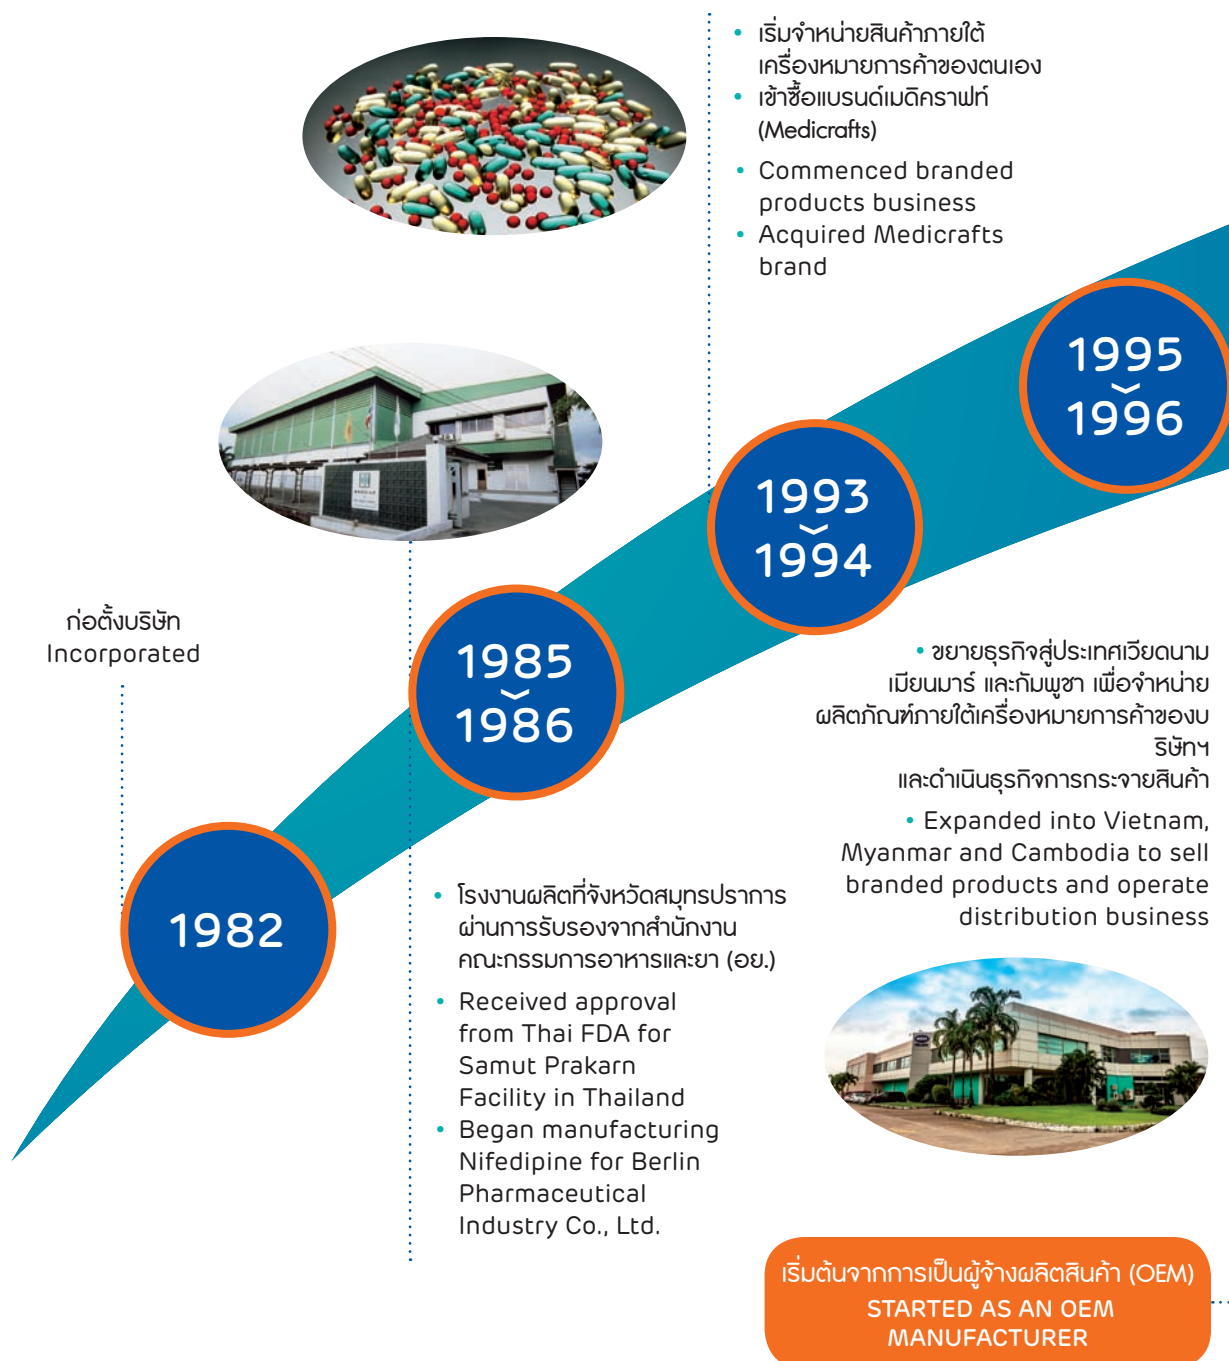 เริ่มจำหน่ายสินค้าภายใต้
เครื่องหมายการค้าของตนเอง
เข้าซื้อแบรนด์เมดิคราฟท์
(Medicrafts)
Commenced branded
products business
Acquired Medicrafts
brand
1995
1996
1993
1994
ก่อตั้งบริษัท
Incorporated
1985
1986
• ขยายธุรกิจสู่ประเทศเวียดนาม
เมียนมาร์ และกัมพูชา เพื่อจำหน่าย
ผลิตภัณฑ์ภายใต้เครื่องหมายการค้าของบ
ริษัทฯ
และดำเนินธุรกิจการกระจายสินค้า
• Expanded into Vietnam,
Myanmar and Cambodia to sell
branded products and operate
distribution business
1982
• โรงงานผลิตที่จังหวัดสมุทรปราการ
ผ่านการรับรองจากสำนักงาน
คณะกรรมการอาหารและยา (อย.)
• Received approval
from Thai FDA for
Samut Prakarn
Facility in Thailand
• Began manufacturing
Nifedipine for Berlin
Pharmaceutical
Industry Co., Ltd.
เริ่มต้นจากการเป็นผู้จ้างผลิตสินค้า (OEM)
STARTED AS AN OEM
MANUFACTURER